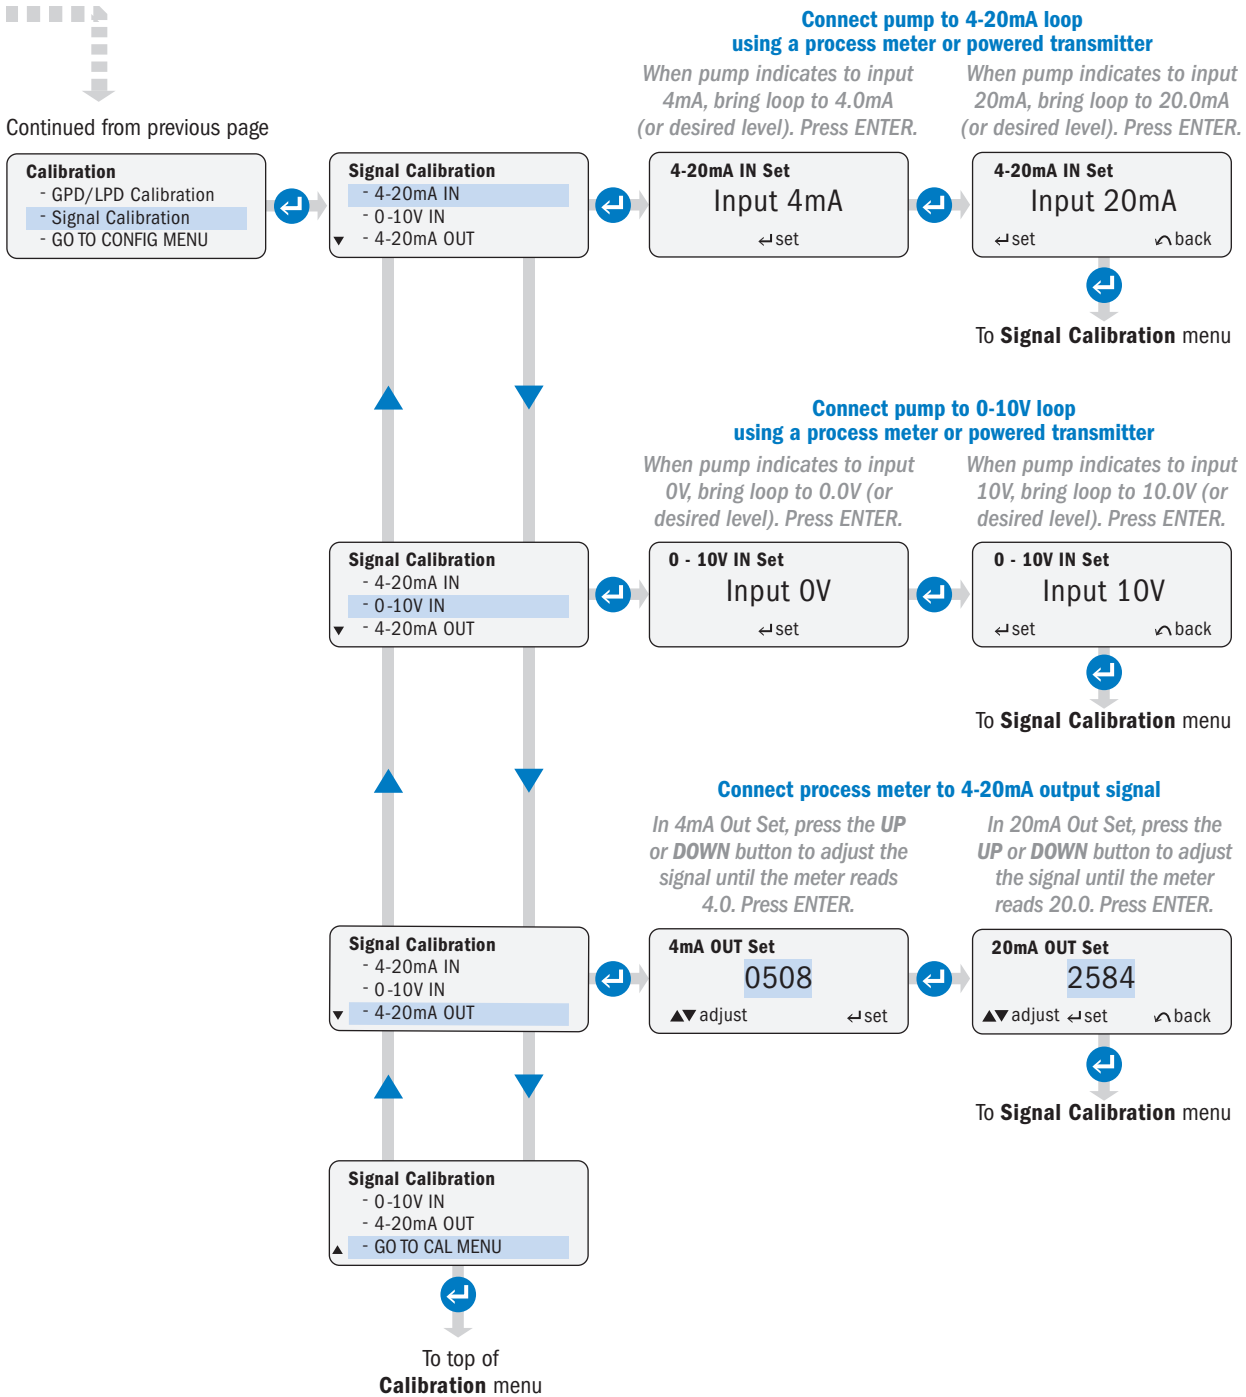 Connect pump to 4-20mA loop
using a process meter or powered transmitter
When pump indicates to input
4mA, bring loop to 4.0mA
(or desired level). Press ENTER.
When pump indicates to input
20mA, bring loop to 20.0mA
(or desired level). Press ENTER.
Continued from previous page
Calibration
- GPD/LPD Calibration
- Signal Calibration
- GO TO CONFIG MENU
Signal Calibration
- 4-20mA IN
- 0-10V IN
▼ - 4-20mA OUT
4-20mA IN Set
Input 4mA
↵ set
4-20mA IN Set
Input 20mA
↵ set ↶ back
To Signal Calibration menu
Connect pump to 0-10V loop
using a process meter or powered transmitter
When pump indicates to input
0V, bring loop to 0.0V (or
desired level). Press ENTER.
When pump indicates to input
10V, bring loop to 10.0V (or
desired level). Press ENTER.
Signal Calibration
- 4-20mA IN
- 0-10V IN
▼ - 4-20mA OUT
0 - 10V IN Set
Input 0V
↵ set
0 - 10V IN Set
Input 10V
↵ set ↶ back
To Signal Calibration menu
Connect process meter to 4-20mA output signal
In 4mA Out Set, press the UP
or DOWN button to adjust the
signal until the meter reads
4.0. Press ENTER.
In 20mA Out Set, press the
UP or DOWN button to adjust
the signal until the meter
reads 20.0. Press ENTER.
Signal Calibration
- 4-20mA IN
- 0-10V IN
▼ - 4-20mA OUT
4mA OUT Set
0508
▲▼ adjust ↵ set
20mA OUT Set
2584
▲▼ adjust ↵ set ↶ back
To Signal Calibration menu
Signal Calibration
- 0-10V IN
- 4-20mA OUT
▲ - GO TO CAL MENU
To top of
Calibration menu